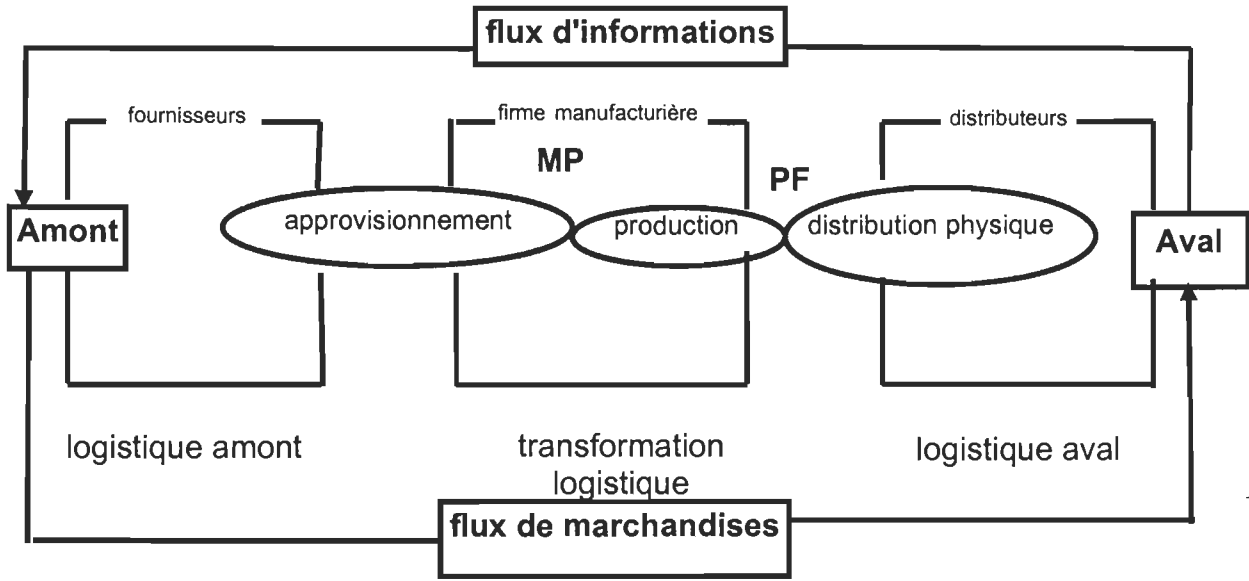 flux d'informations
fournisseurs
firme manufacturière
distributeurs
MP
PF
Amont
approvisionnement
production
distribution physique
Aval
logistique amont
transformation
logistique
logistique aval
flux de marchandises